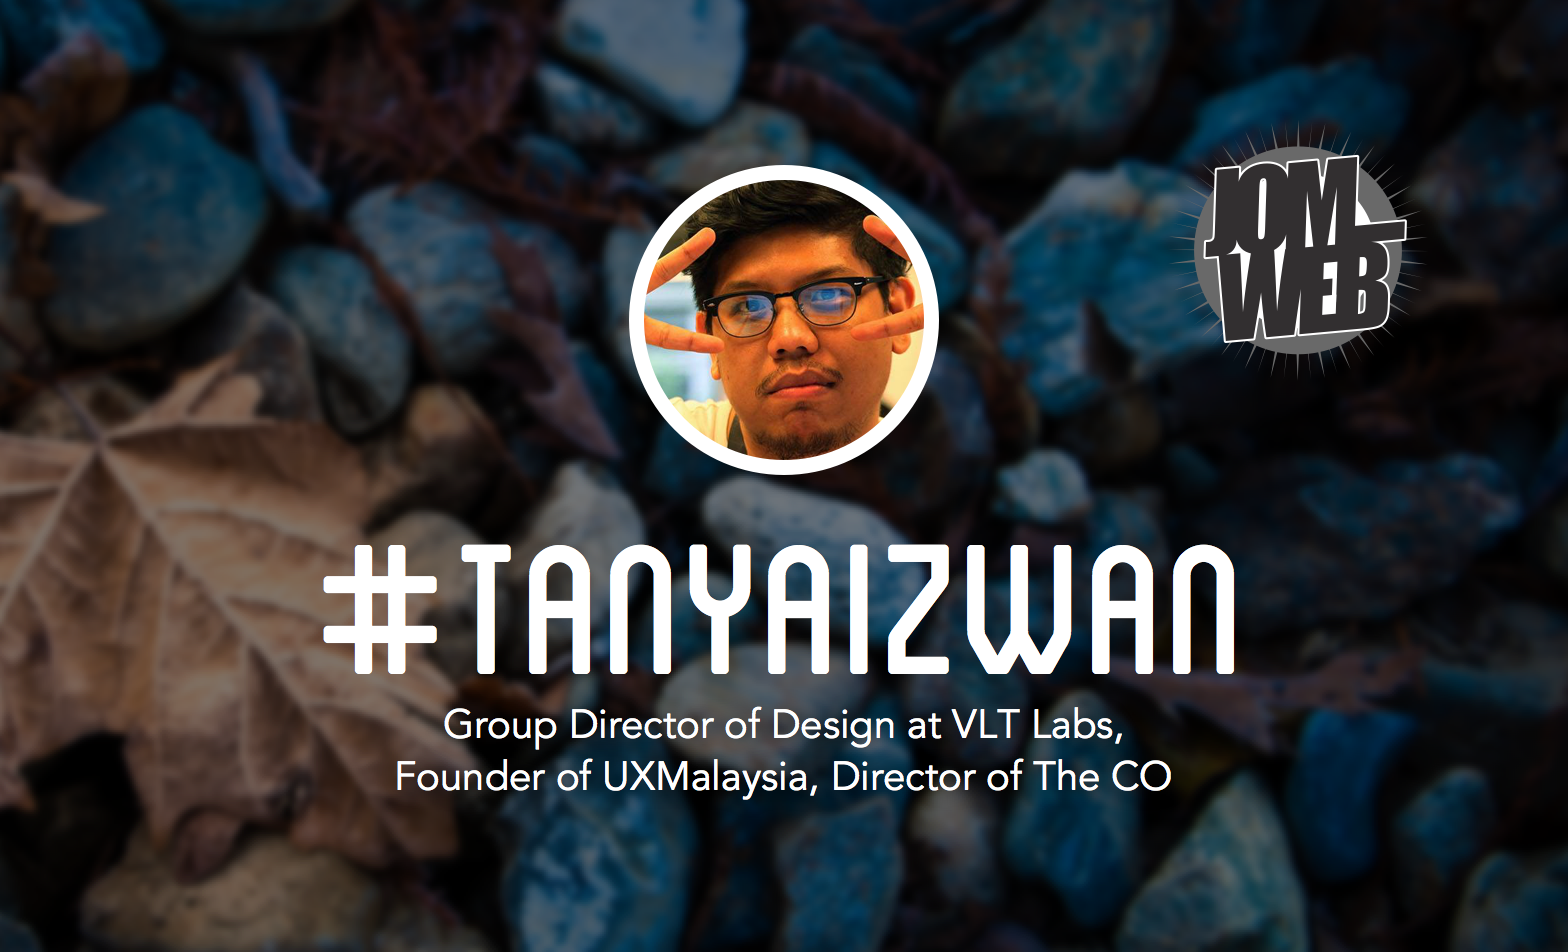 JOM
WEB
#TANYAIZWAN
Group Director of Design at VLT Labs,
Founder of UXMalaysia, Director of The CO